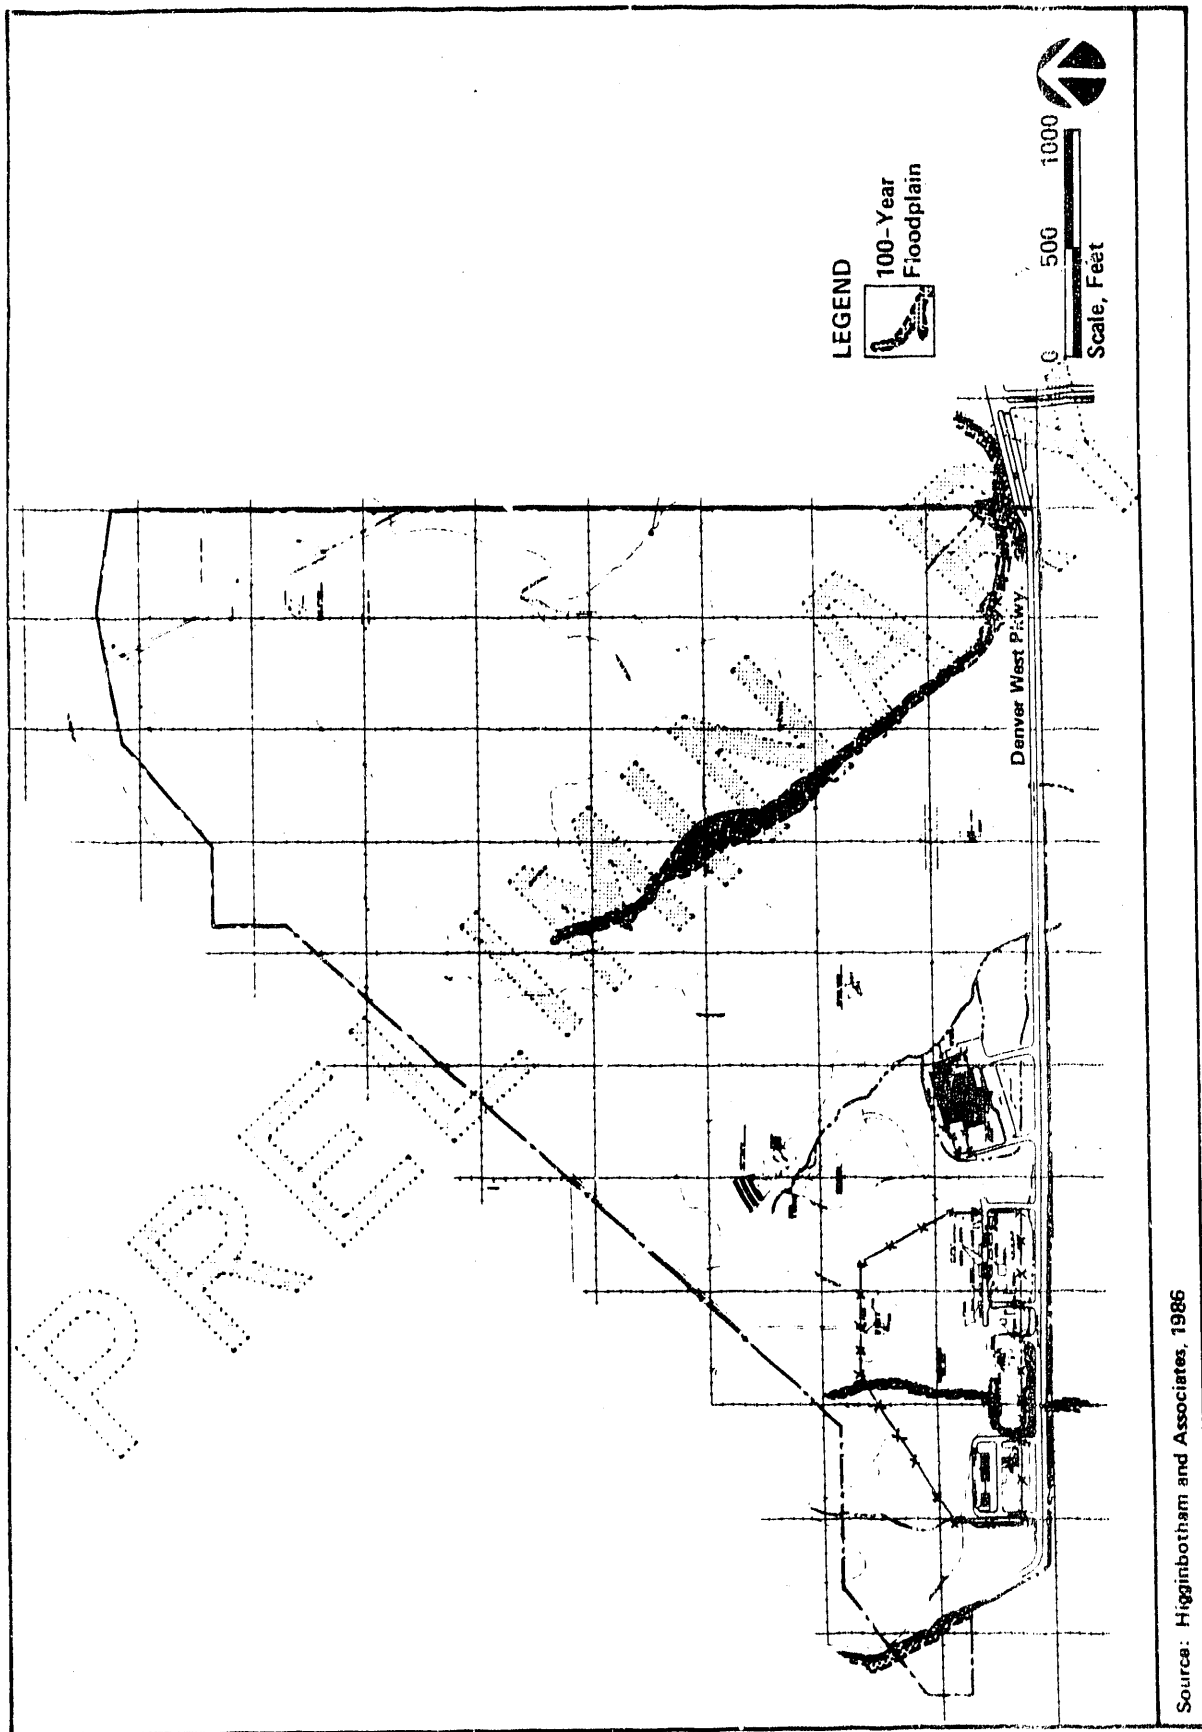 PRELIMINARY
LEGEND
100-Year
Floodplain
0 500 1000
Scale, Feet
Denver West Pkwy.
Source: Higginbotham and Associates, 1986